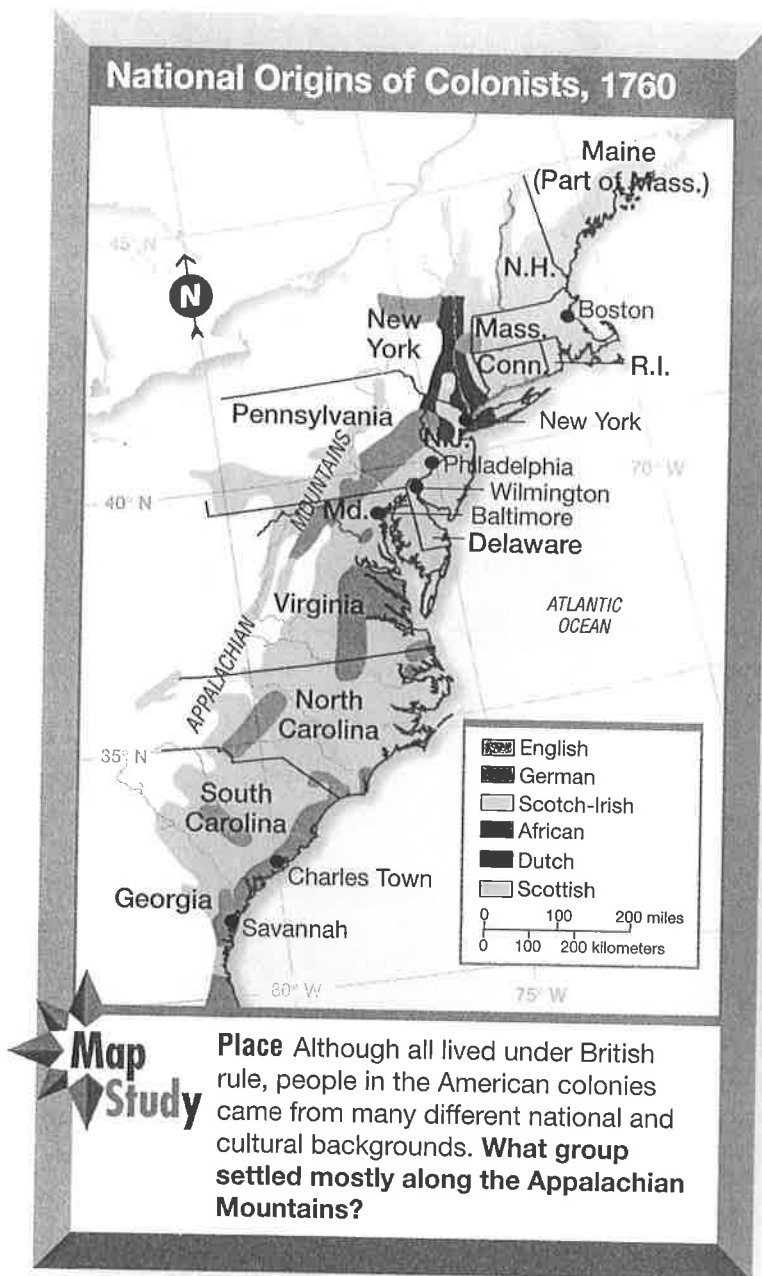 National Origins of Colonists, 1760
Maine
(Part of Mass.)
45° N
N
N.H.
Boston
New
York
Mass.
Conn.
R.I.
Pennsylvania
New York
N.J.
MOUNTAINS
Philadelphia
70° W
40° N
Wilmington
Md.
Baltimore
Delaware
Virginia
ATLANTIC
OCEAN
APPALACHIAN
North
Carolina
35° N
English
German
Scotch-Irish
African
Dutch
Scottish
South
Carolina
Charles Town
Georgia
Savannah
0 100 200 miles
0 100 200 kilometers
80° W
75° W
Map
Study
Place Although all lived under British
rule, people in the American colonies
came from many different national and
cultural backgrounds. What group
settled mostly along the Appalachian
Mountains?